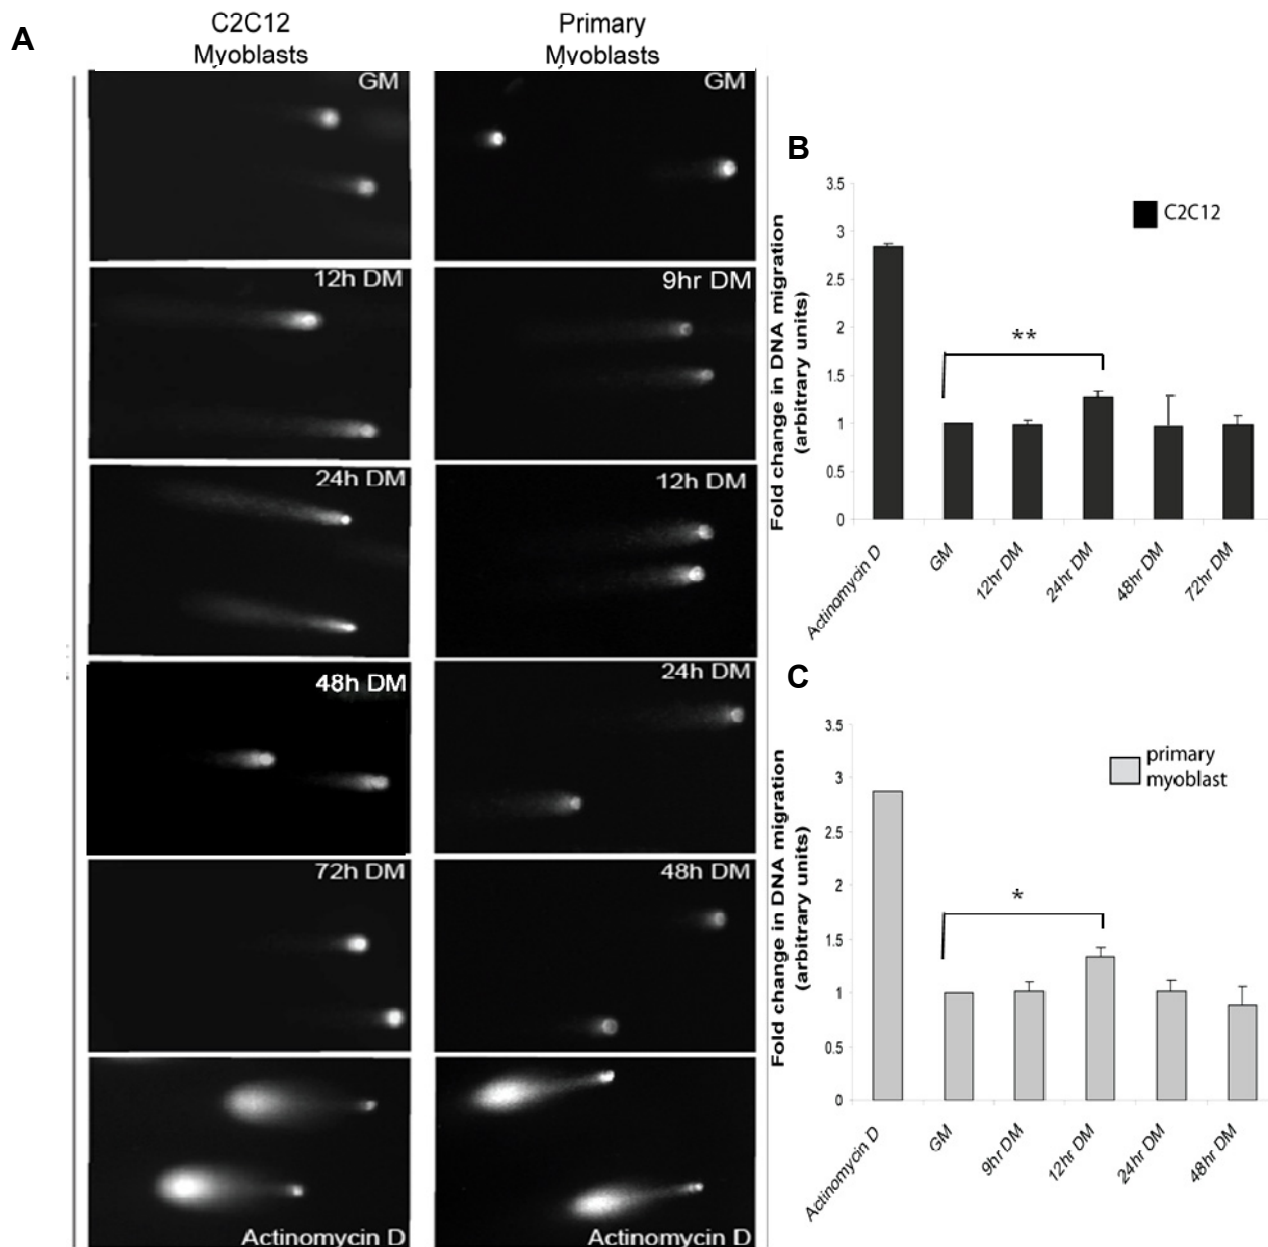 A
C2C12
Myoblasts
Primary
Myoblasts
GM
GM
12h DM
9hr DM
24h DM
12h DM
48h DM
24h DM
72h DM
48h DM
Actinomycin D
Actinomycin D
B
Fold change in DNA migration
(arbitrary units)
3.5
3
2.5
2
1.5
1
0.5
0
**
C2C12
Actinomycin D
GM
12hr DM
24hr DM
48hr DM
72hr DM
C
Fold change in DNA migration
(arbitrary units)
3.5
3
2.5
2
1.5
1
0.5
0
*
primary
myoblast
Actinomycin D
GM
9hr DM
12hr DM
24hr DM
48hr DM